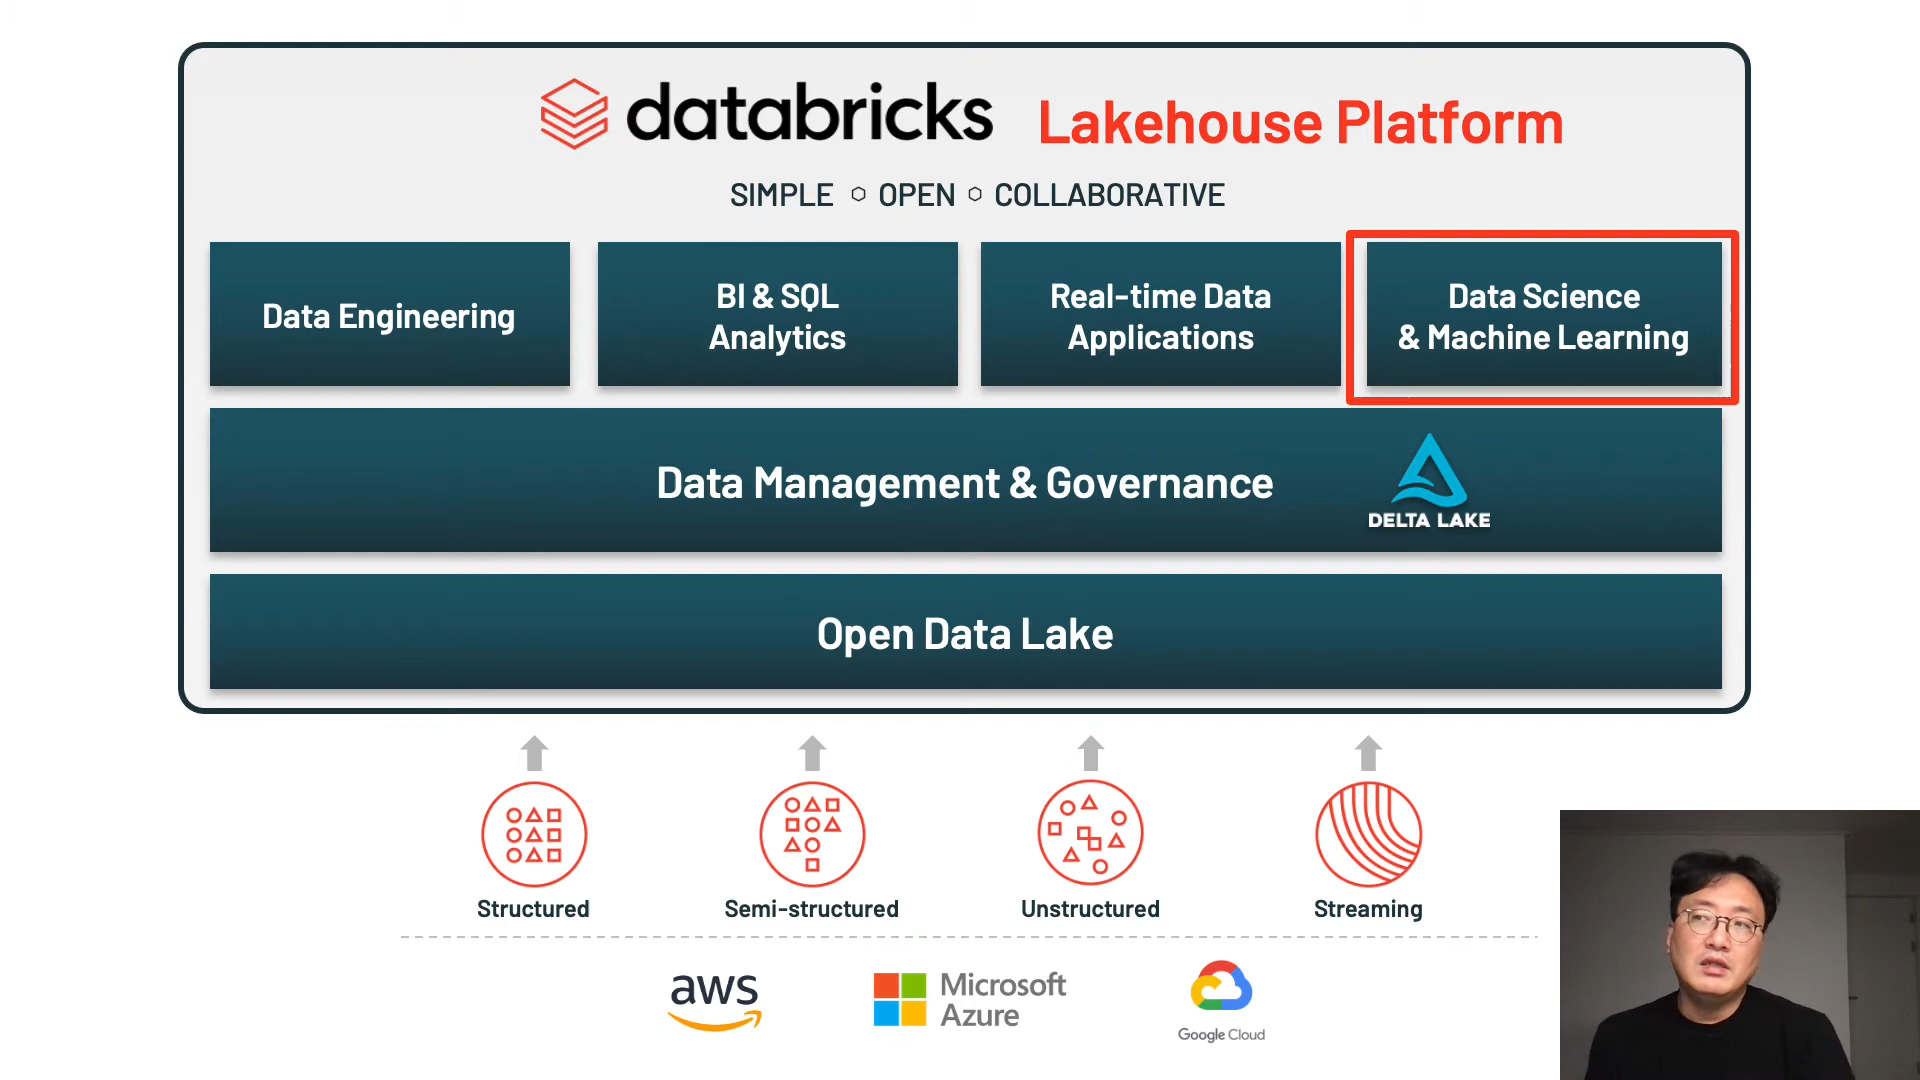 databricks Lakehouse Platform
SIMPLE OPEN COLLABORATIVE
Data Engineering
BI & SQL
Analytics
Real-time Data
Applications
Data Science
& Machine Learning
Data Management & Governance
DELTA LAKE
Open Data Lake
Structured
Semi-structured
Unstructured
Streaming
aws
Microsoft
Azure
Google Cloud